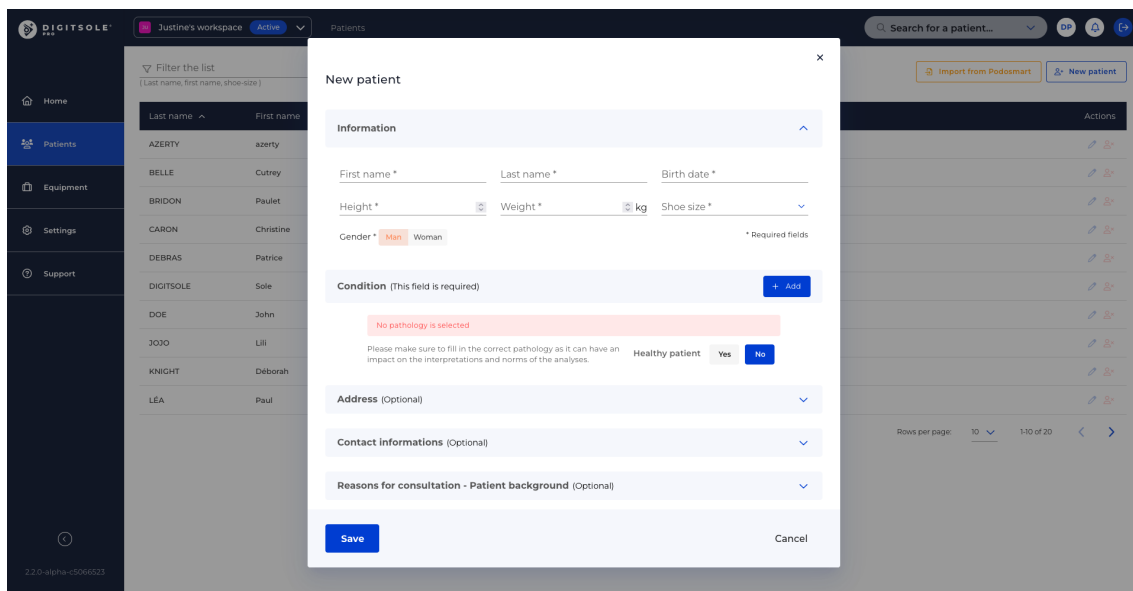 DIGITSOLE®
PRO
Justine's workspace Active
Patients
Search for a patient...
DP
Filter the list
( Last name, first name, shoe-size )
Import from Podosmart
New patient
Home
Patients
Equipment
Settings
Support
2.2.0-alpha-c5066523
Last name First name Actions
AZERTY azerty
BELLE Cutrey
BRIDON Paulet
CARON Christine
DEBRAS Patrice
DIGITSOLE Sole
DOE John
JOJO Lili
KNIGHT Déborah
LÉA Paul
Rows per page: 10 1-10 of 20
New patient
Information
First name * Last name * Birth date *
Height * Weight * kg Shoe size *
Gender * Man Woman * Required fields
Condition (This field is required) + Add
No pathology is selected
Please make sure to fill in the correct pathology as it can have an
impact on the interpretations and norms of the analyses.
Healthy patient Yes No
Address (Optional)
Contact informations (Optional)
Reasons for consultation - Patient background (Optional)
Save Cancel